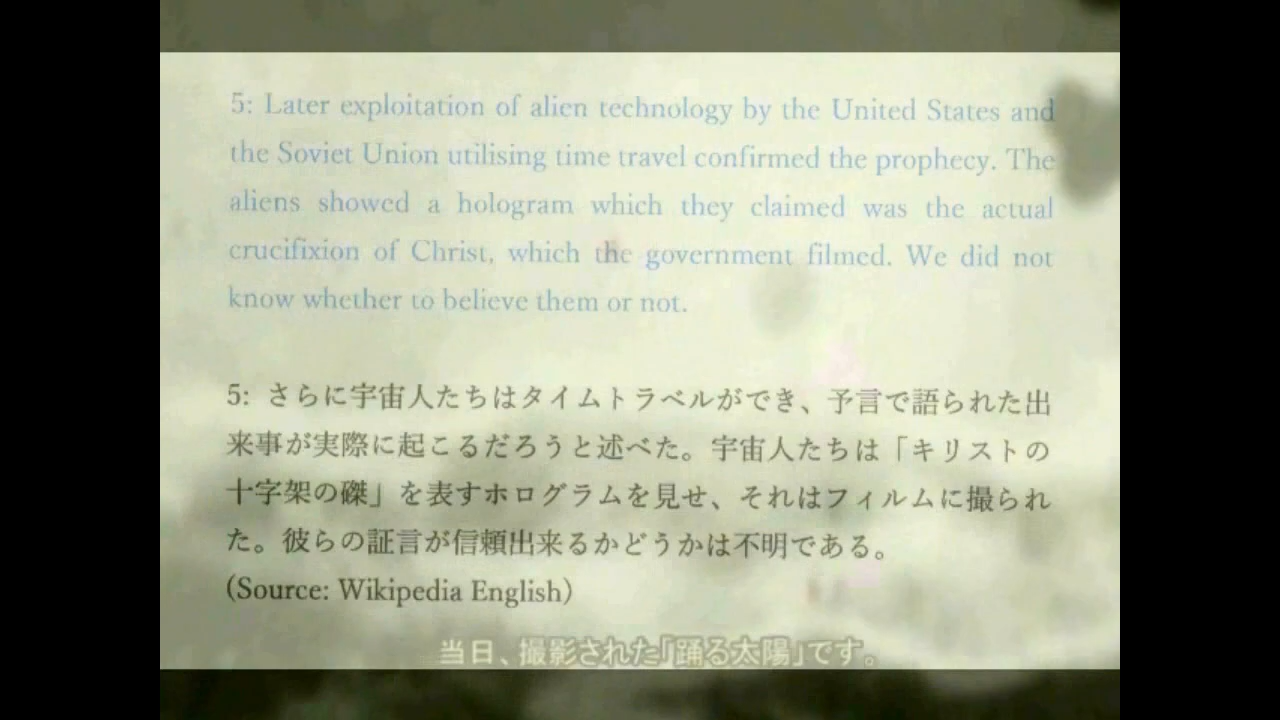 5: Later exploitation of alien technology by the United States and
the Soviet Union utilising time travel confirmed the prophecy. The
aliens showed a hologram which they claimed was the actual
crucifixion of Christ, which the government filmed. We did not
know whether to believe them or not.
5: さらに宇宙人たちはタイムトラベルができ、予言で語られた出
来事が実際に起こるだろうと述べた。宇宙人たちは「キリストの
十字架の磔」を表すホログラムを見せ、それはフィルムに撮られ
た。彼らの証言が信頼出来るかどうかは不明である。
(Source: Wikipedia English)
当日、撮影された「踊る太陽」です。